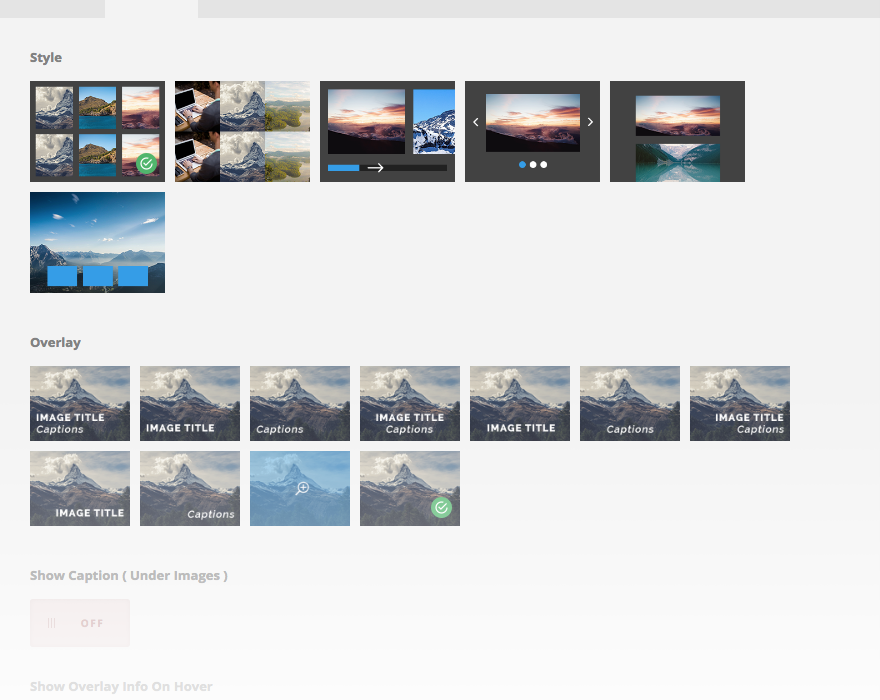 Style
Overlay
IMAGE TITLE
Captions
IMAGE TITLE
Captions
IMAGE TITLE
Captions
IMAGE TITLE
Captions
IMAGE TITLE
Captions
IMAGE TITLE
Captions
Show Caption ( Under Images )
OFF
Show Overlay Info On Hover